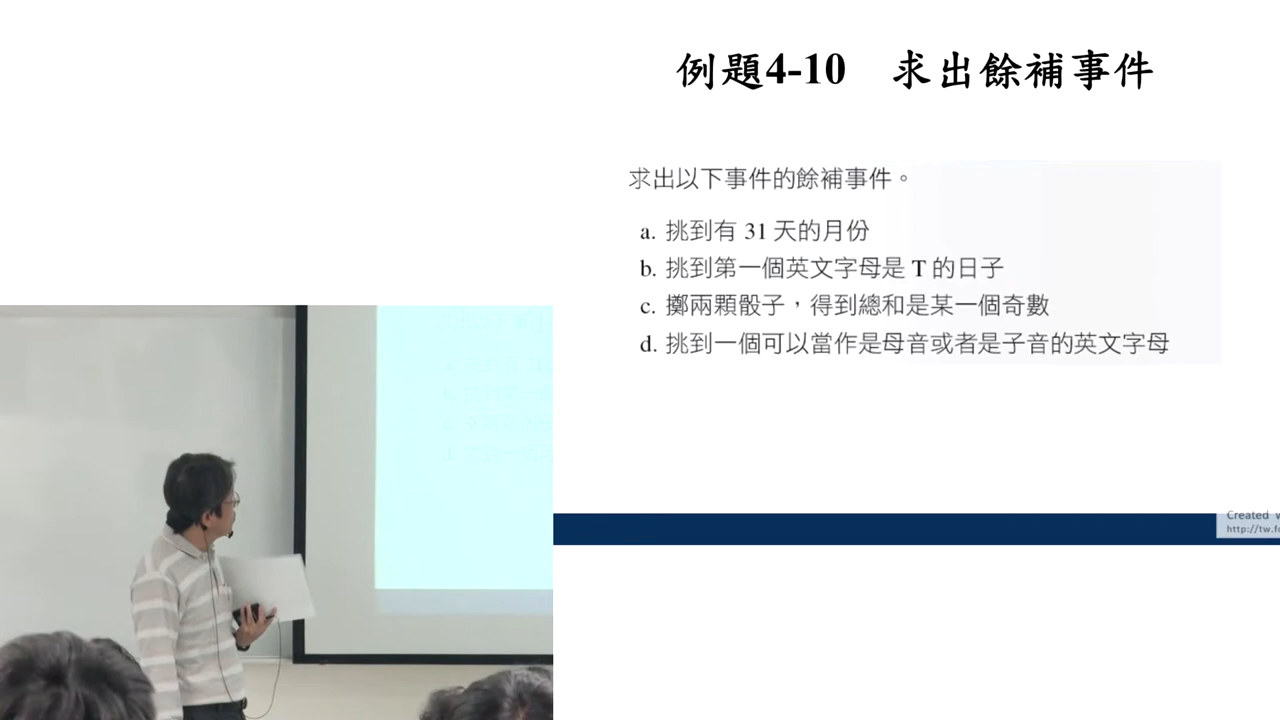 例題4-10 求出餘補事件
求出以下事件的餘補事件。
a. 挑到有 31 天的月份
b. 挑到第一個英文字母是 T 的日子
c. 擲兩顆骰子，得到總和是某一個奇數
d. 挑到一個可以當作是母音或者是子音的英文字母
Created
http://tw.fo